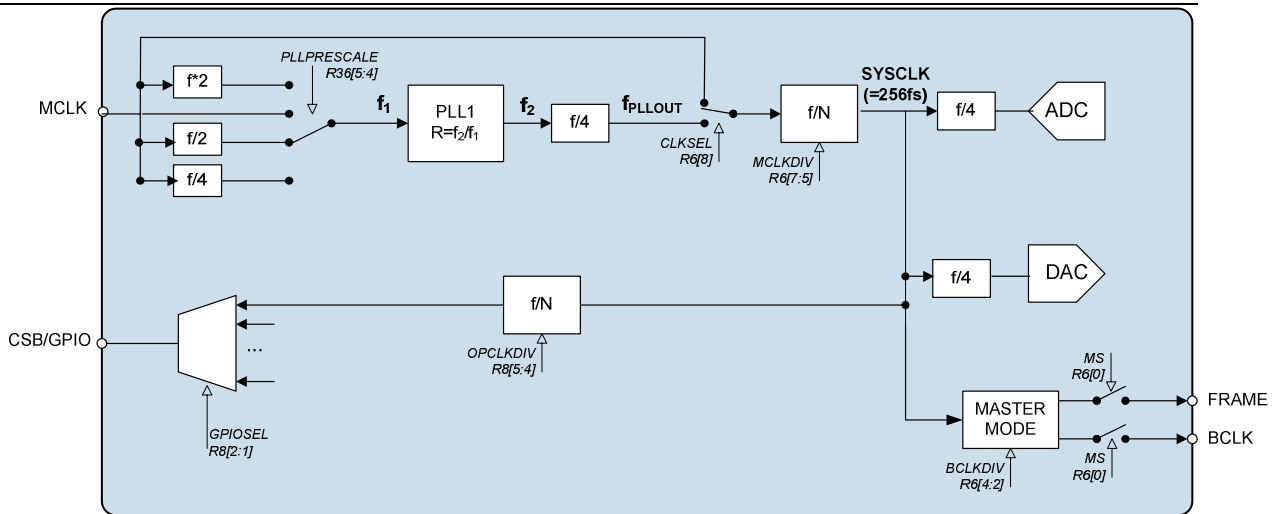 PLLPRESCALE
R36[5:4]
f*2
MCLK
f/2
f/4
f1
PLL1
R=f2/f1
f2
f/4
fPLLOUT
CLKSEL
R6[8]
f/N
MCLKDIV
R6[7:5]
SYSCLK
(=256fs)
f/4
ADC
f/4
DAC
f/N
OPCLKDIV
R8[5:4]
CSB/GPIO
...
GPIOSEL
R8[2:1]
MASTER
MODE
BCLKDIV
R6[4:2]
MS
R6[0]
FRAME
BCLK
MS
R6[0]